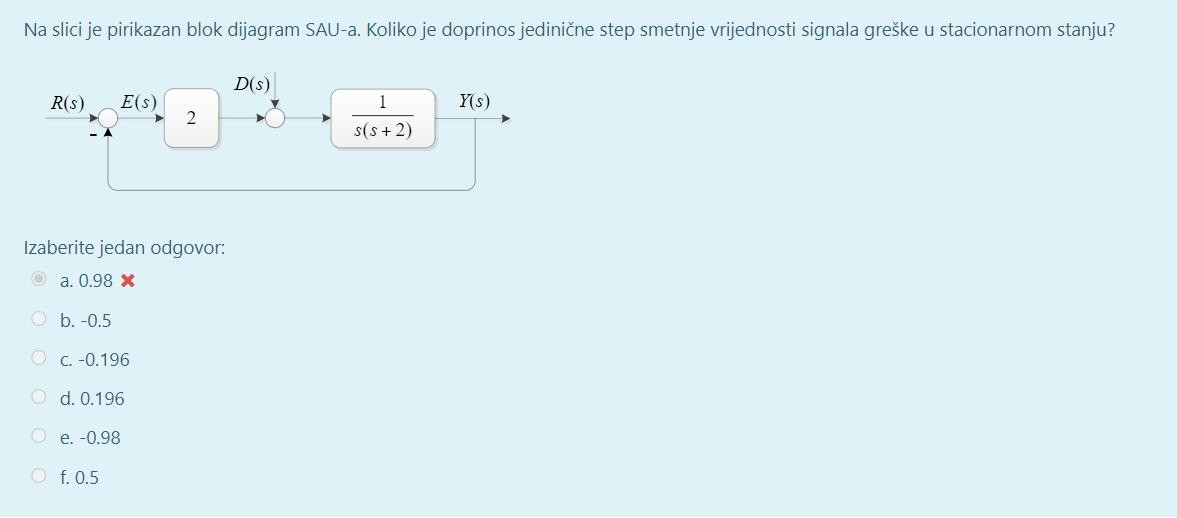 Na slici je pirikazan blok dijagram SAU-a. Koliko je doprinos jedinične step smetnje vrijednosti signala greške u stacionarnom stanju?
D(s)
R(s) E(s) 2 1 Y(s)
-
s(s + 2)
Izaberite jedan odgovor:
a. 0.98
b. -0.5
c. -0.196
d. 0.196
e. -0.98
f. 0.5